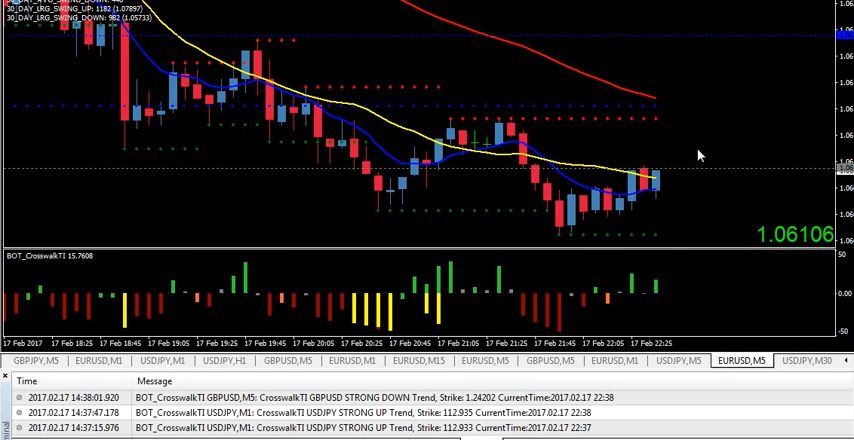 30_DAY_LRG_SWING_UP: 1182 (1.07897)
30_DAY_LRG_SWING_DOWN: 982 (1.05733)
1.06106
BOT_CrosswalkTI 15.7608
50
0.00
-50
17 Feb 2017 17 Feb 18:25 17 Feb 18:45 17 Feb 19:05 17 Feb 19:25 17 Feb 19:45 17 Feb 20:05 17 Feb 20:25 17 Feb 20:45 17 Feb 21:05 17 Feb 21:25 17 Feb 21:45 17 Feb 22:05 17 Feb 22:25
GBPJPY,M5 EURUSD,M1 USDJPY,M1 USDJPY,H1 GBPUSD,M5 EURUSD,M1 EURUSD,M15 EURUSD,M5 GBPUSD,M5 EURUSD,M1 USDJPY,M5 EURUSD,M5 USDJPY,M30
Time Message
2017.02.17 14:38:01.920 BOT_CrosswalkTI GBPUSD,M5: CrosswalkTI GBPUSD STRONG DOWN Trend, Strike: 1.24202 CurrentTime:2017.02.17 22:38
2017.02.17 14:37:47.178 BOT_CrosswalkTI USDJPY,M1: CrosswalkTI USDJPY STRONG UP Trend, Strike: 112.935 CurrentTime:2017.02.17 22:38
2017.02.17 14:37:15.976 BOT_CrosswalkTI USDJPY,M1: CrosswalkTI USDJPY STRONG UP Trend, Strike: 112.933 CurrentTime:2017.02.17 22:37